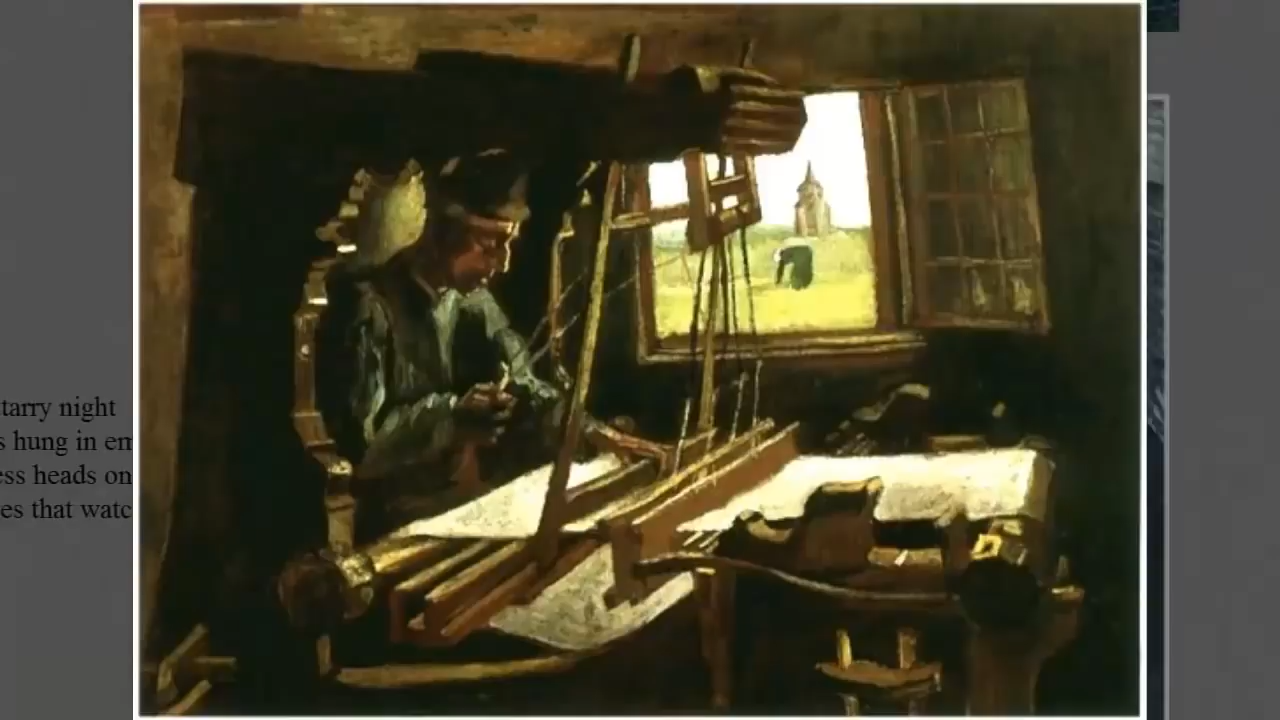 tarry night
s hung in em
ess heads on
es that watc